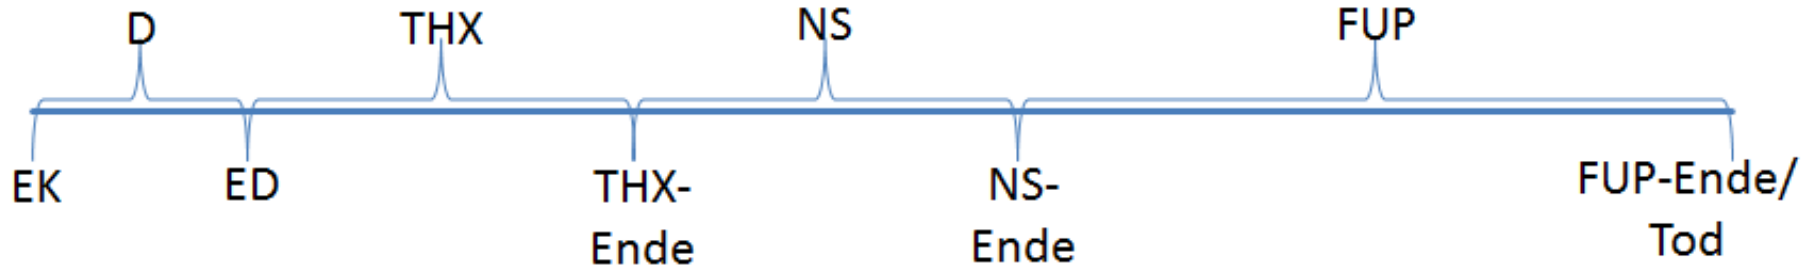 D THX NS FUP
EK ED THX- NS- FUP-Ende/
Ende Ende Tod